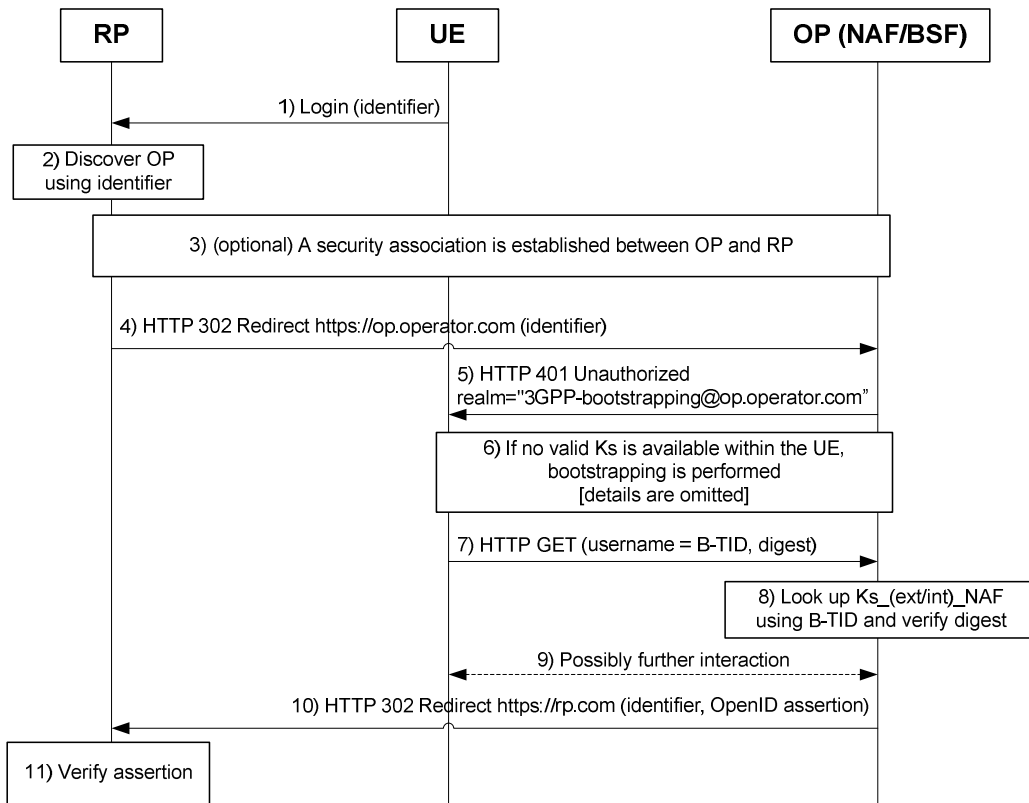 RP
UE
OP (NAF/BSF)
1) Login (identifier)
2) Discover OP
using identifier
3) (optional) A security association is established between OP and RP
4) HTTP 302 Redirect https://op.operator.com (identifier)
5) HTTP 401 Unauthorized
realm="3GPP-bootstrapping@op.operator.com”
6) If no valid Ks is available within the UE,
bootstrapping is performed
[details are omitted]
7) HTTP GET (username = B-TID, digest)
8) Look up Ks_(ext/int)_NAF
using B-TID and verify digest
9) Possibly further interaction
10) HTTP 302 Redirect https://rp.com (identifier, OpenID assertion)
11) Verify assertion